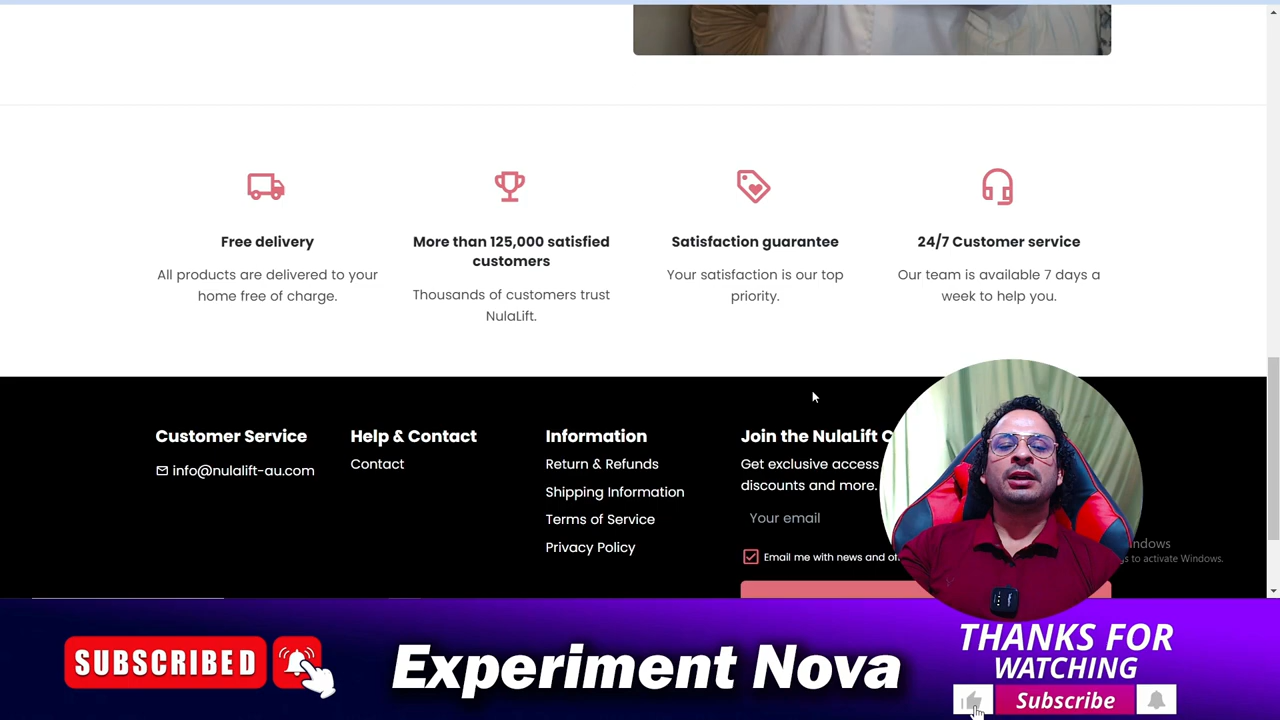 Free delivery
All products are delivered to your
home free of charge.
More than 125,000 satisfied
customers
Thousands of customers trust
NulaLift.
Satisfaction guarantee
Your satisfaction is our top
priority.
24/7 Customer service
Our team is available 7 days a
week to help you.
Customer Service
info@nulalift-au.com
Help & Contact
Contact
Information
Return & Refunds
Shipping Information
Terms of Service
Privacy Policy
Join the NulaLift
Get exclusive access
discounts and more.
Your email
Email me with news and
to activate Windows.
SUBSCRIBED
Experiment Nova
THANKS FOR
WATCHING
Subscribe